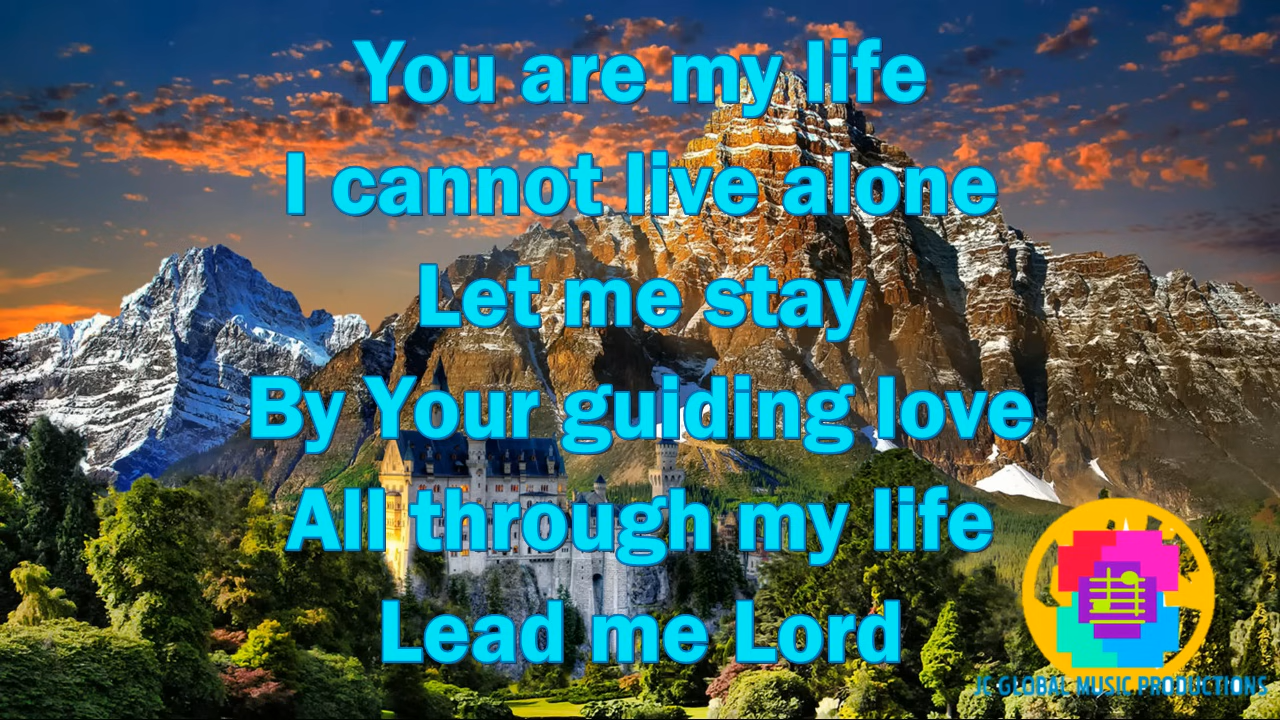 You are my life
I cannot live alone
Let me stay
By Your guiding love
All through my life
Lead me Lord
JC GLOBAL MUSIC PRODUCTIONS